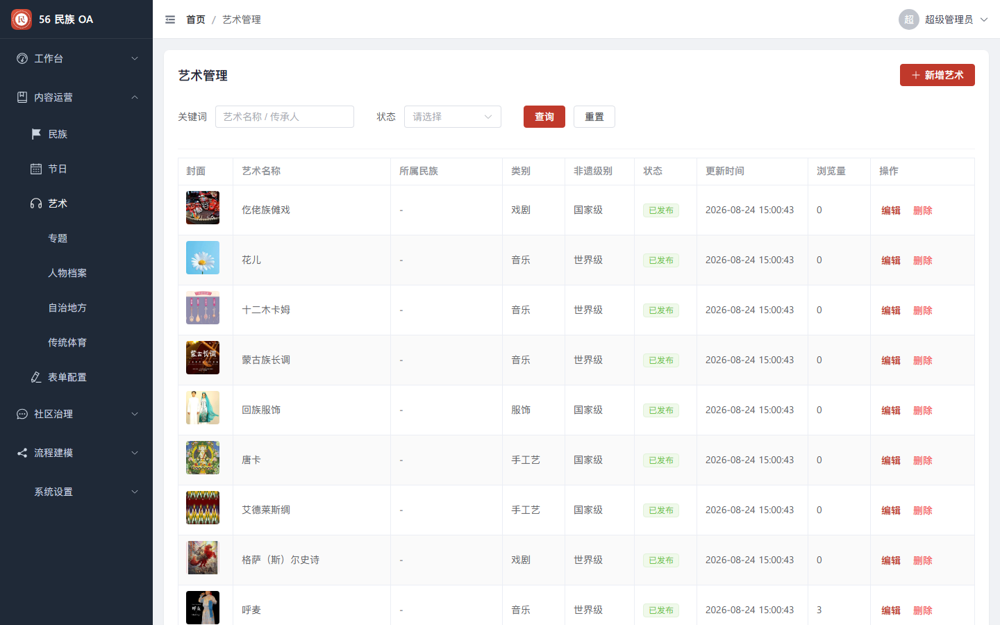 民 56 民族 OA
首页 / 艺术管理
超 超级管理员
工作台
内容运营
民族
节日
艺术
专题
人物档案
自治地方
传统体育
表单配置
社区治理
流程建模
系统设置
艺术管理
新增艺术
关键词 艺术名称 / 传承人 状态 请选择 查询 重置
封面 艺术名称 所属民族 类别 非遗级别 状态 更新时间 浏览量 操作
仡佬族傩戏 - 戏剧 国家级 已发布 2026-08-24 15:00:43 0 编辑 删除
花儿 - 音乐 世界级 已发布 2026-08-24 15:00:43 0 编辑 删除
十二木卡姆 - 音乐 世界级 已发布 2026-08-24 15:00:43 0 编辑 删除
蒙古长调 蒙古族长调 - 音乐 世界级 已发布 2026-08-24 15:00:43 0 编辑 删除
回族服饰 - 服饰 国家级 已发布 2026-08-24 15:00:43 0 编辑 删除
唐卡 - 手工艺 国家级 已发布 2026-08-24 15:00:43 0 编辑 删除
艾德莱斯绸 - 手工艺 国家级 已发布 2026-08-24 15:00:43 0 编辑 删除
格萨（斯）尔史诗 - 戏剧 世界级 已发布 2026-08-24 15:00:43 0 编辑 删除
呼麦 呼麦 - 音乐 世界级 已发布 2026-08-24 15:00:43 3 编辑 删除